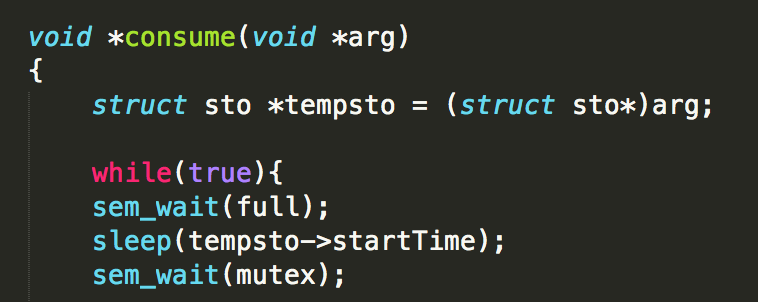 void *consume(void *arg)
{
    struct sto *tempsto = (struct sto*)arg;

    while(true){
    sem_wait(full);
    sleep(tempsto->startTime);
    sem_wait(mutex);